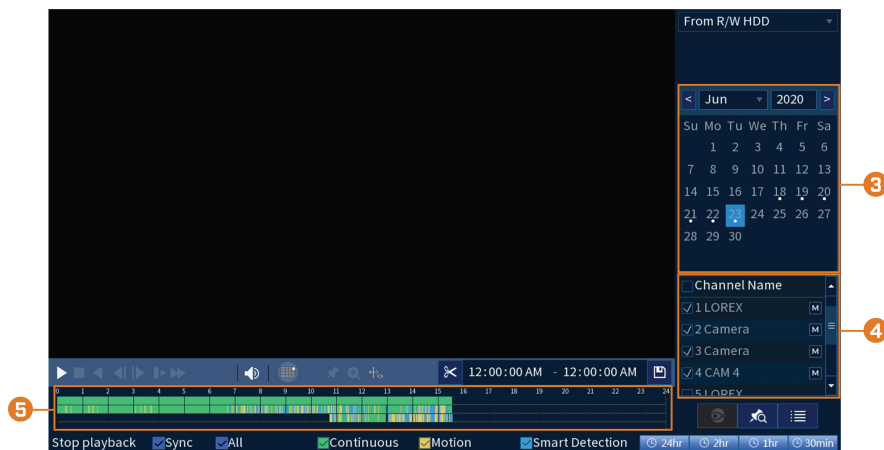 From R/W HDD
< Jun 2020 >
Su Mo Tu We Th Fr Sa
1 2 3 4 5 6
7 8 9 10 11 12 13
14 15 16 17 18 19 20
21 22 23 24 25 26 27
28 29 30
3
Channel Name
1 LOREX M
2 Camera M
3 Camera M
4 CAM 4 M
5 LOREX
4
12:00:00 AM - 12:00:00 AM
0 1 2 3 4 5 6 7 8 9 10 11 12 13 14 15 16 17 18 19 20 21 22 23 24
5
Stop playback Sync All Continuous Motion Smart Detection 24hr 2hr 1hr 30min